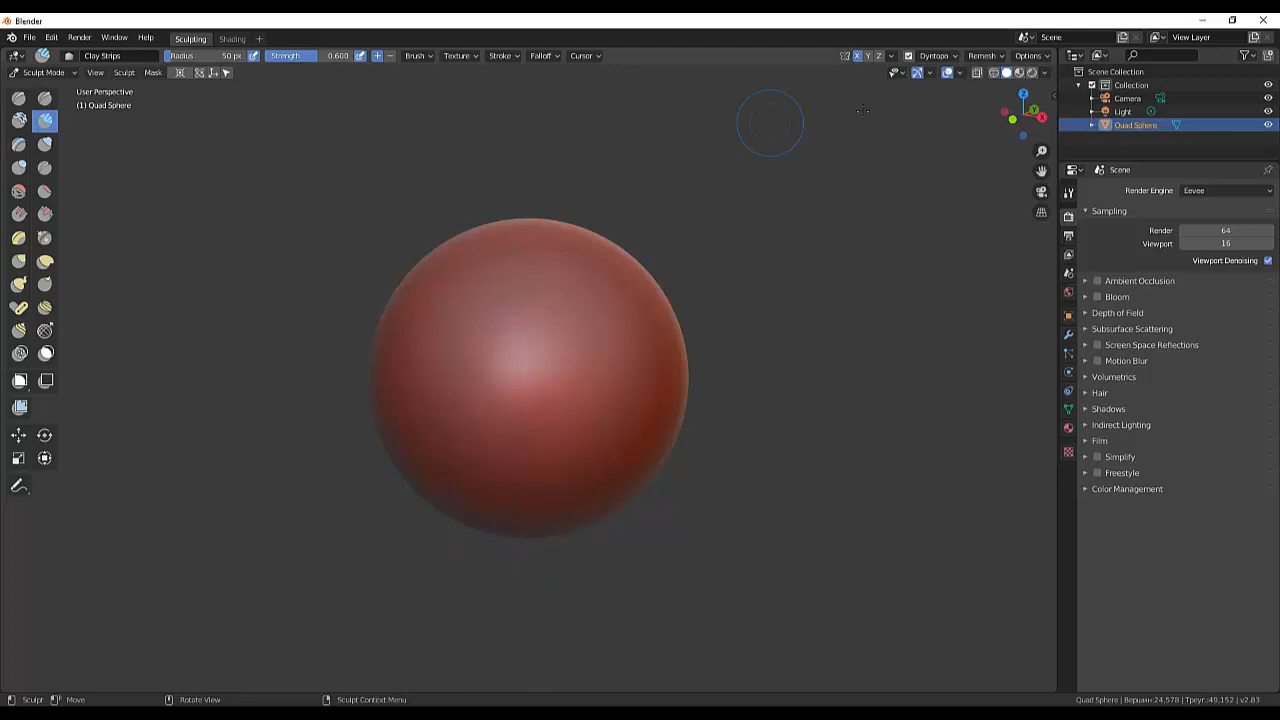 Blender
File Edit Render Window Help Sculpting Shading + Scene View Layer
Clay Strips Radius 50 px Strength 0.600 Brush Texture Stroke Falloff Cursor X Y Z Dyntopo Remesh Options
Sculpt Mode View Sculpt Mask
User Perspective
(1) Quad Sphere
Z
Y
X
Scene Collection
Collection
Camera
Light
Quad Sphere
Scene
Render Engine Eevee
Sampling
Render 64
Viewport 16
Viewport Denoising
Ambient Occlusion
Bloom
Depth of Field
Subsurface Scattering
Screen Space Reflections
Motion Blur
Volumetrics
Hair
Shadows
Indirect Lighting
Film
Simplify
Freestyle
Color Management
Sculpt Move Rotate View Sculpt Context Menu Quad Sphere | Вершин:24,578 | Треуг.:49,152 | v2.83